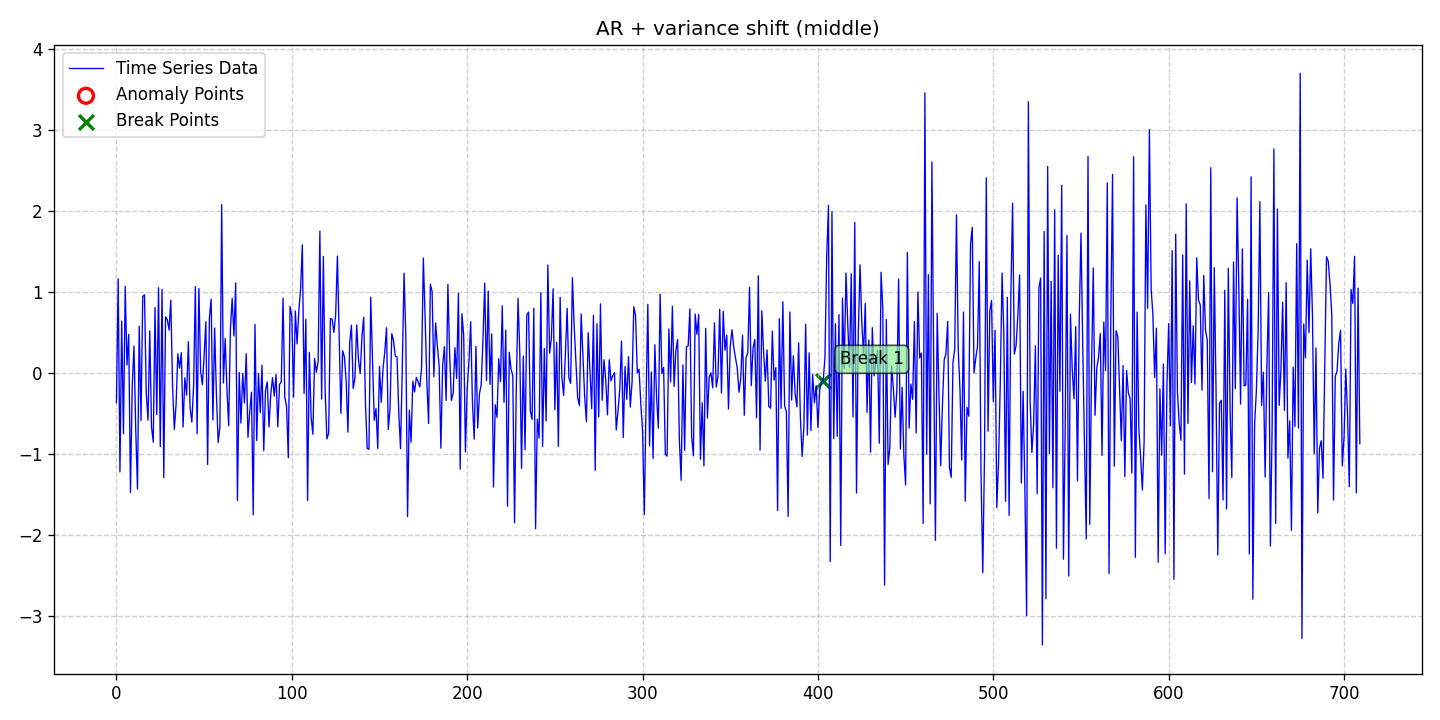 AR + variance shift (middle)
Time Series Data
Anomaly Points
Break Points
Break 1
4
3
2
1
0
−1
−2
−3
0 100 200 300 400 500 600 700